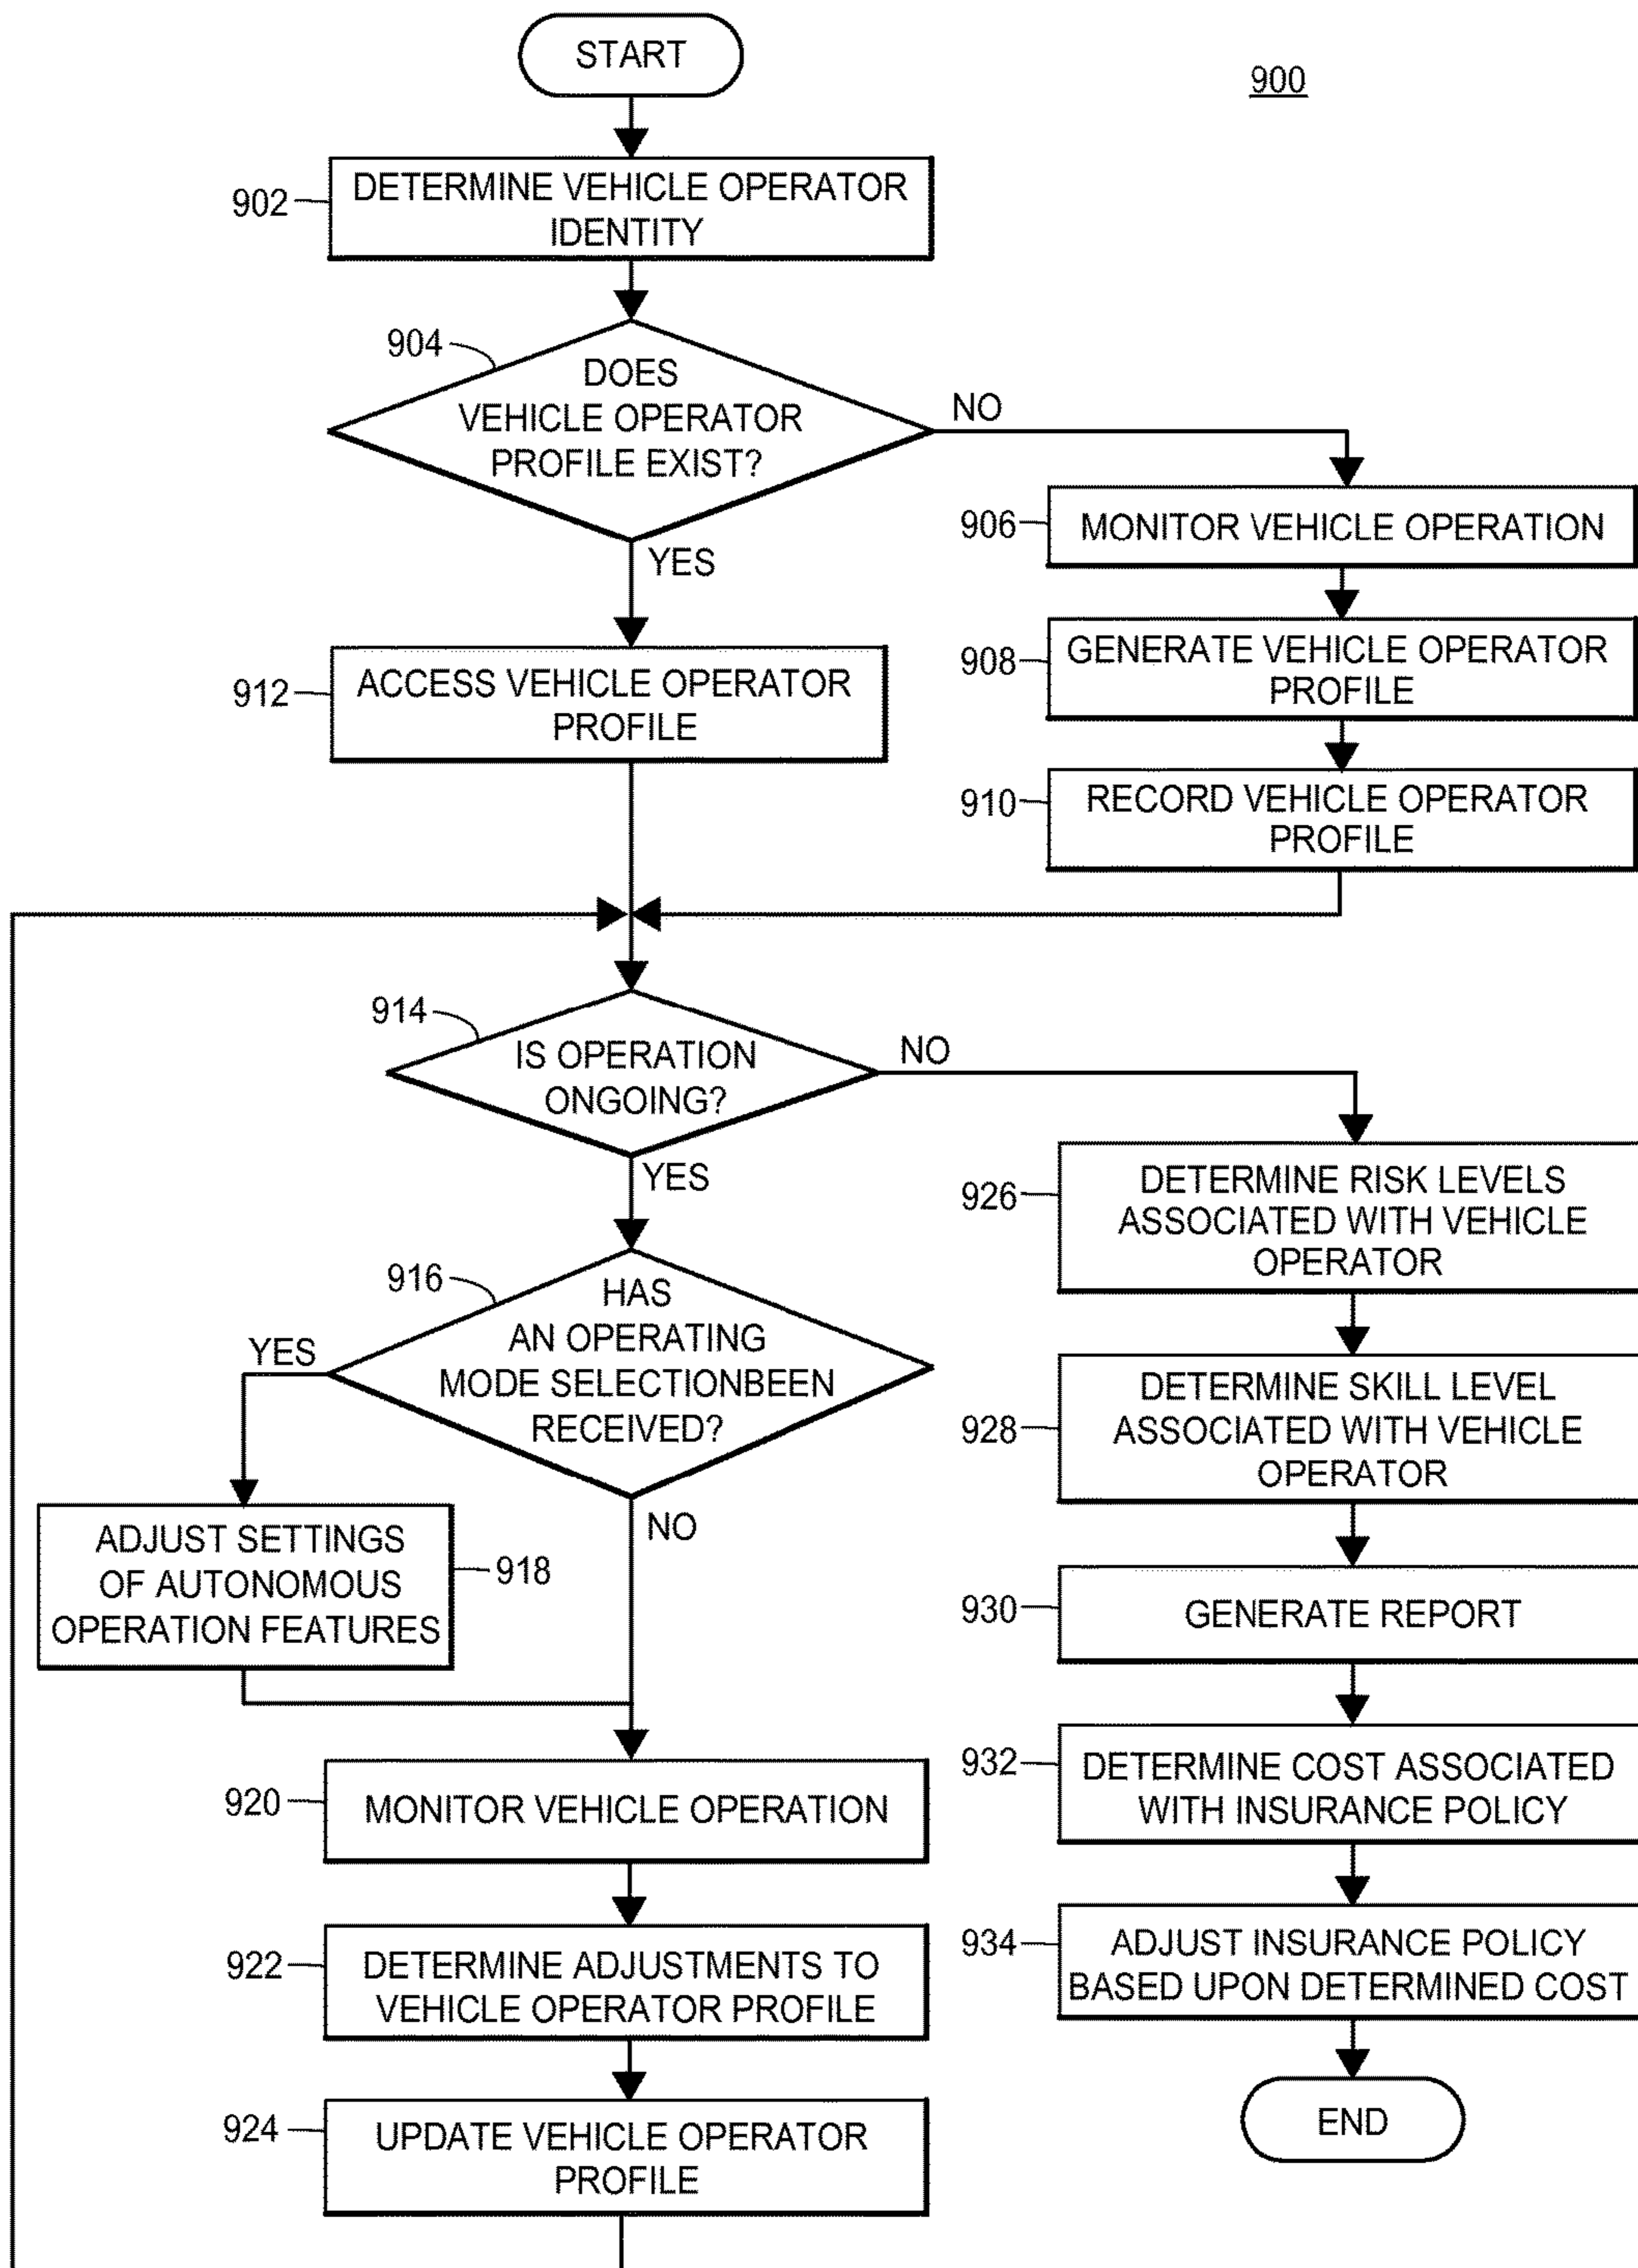 START
900
902
DETERMINE VEHICLE OPERATOR
IDENTITY
904
DOES
VEHICLE OPERATOR
PROFILE EXIST?
NO
YES
906
MONITOR VEHICLE OPERATION
908
GENERATE VEHICLE OPERATOR
PROFILE
910
RECORD VEHICLE OPERATOR
PROFILE
912
ACCESS VEHICLE OPERATOR
PROFILE
914
IS OPERATION
ONGOING?
NO
YES
916
HAS
AN OPERATING
MODE SELECTIONBEEN
RECEIVED?
YES
NO
ADJUST SETTINGS
OF AUTONOMOUS
OPERATION FEATURES
918
920
MONITOR VEHICLE OPERATION
922
DETERMINE ADJUSTMENTS TO
VEHICLE OPERATOR PROFILE
924
UPDATE VEHICLE OPERATOR
PROFILE
926
DETERMINE RISK LEVELS
ASSOCIATED WITH VEHICLE
OPERATOR
928
DETERMINE SKILL LEVEL
ASSOCIATED WITH VEHICLE
OPERATOR
930
GENERATE REPORT
932
DETERMINE COST ASSOCIATED
WITH INSURANCE POLICY
934
ADJUST INSURANCE POLICY
BASED UPON DETERMINED COST
END